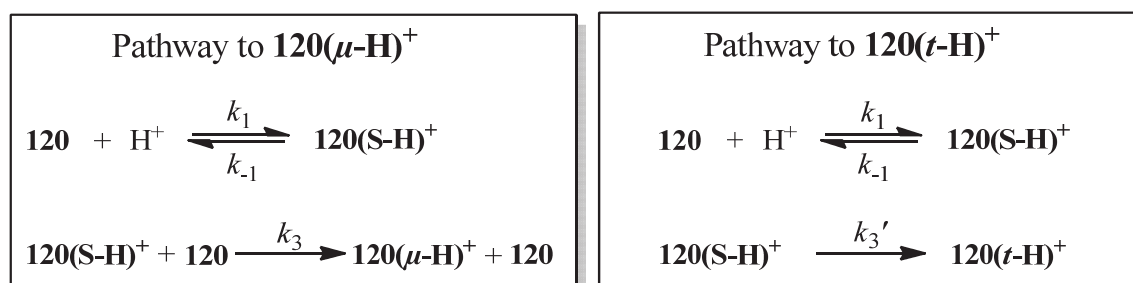 Pathway to 120(μ-H)⁺
120 + H⁺ ⇌ 120(S-H)⁺
k₁
k₋₁
120(S-H)⁺ + 120 → 120(μ-H)⁺ + 120
k₃
Pathway to 120(t-H)⁺
120 + H⁺ ⇌ 120(S-H)⁺
k₁
k₋₁
120(S-H)⁺ → 120(t-H)⁺
k₃′